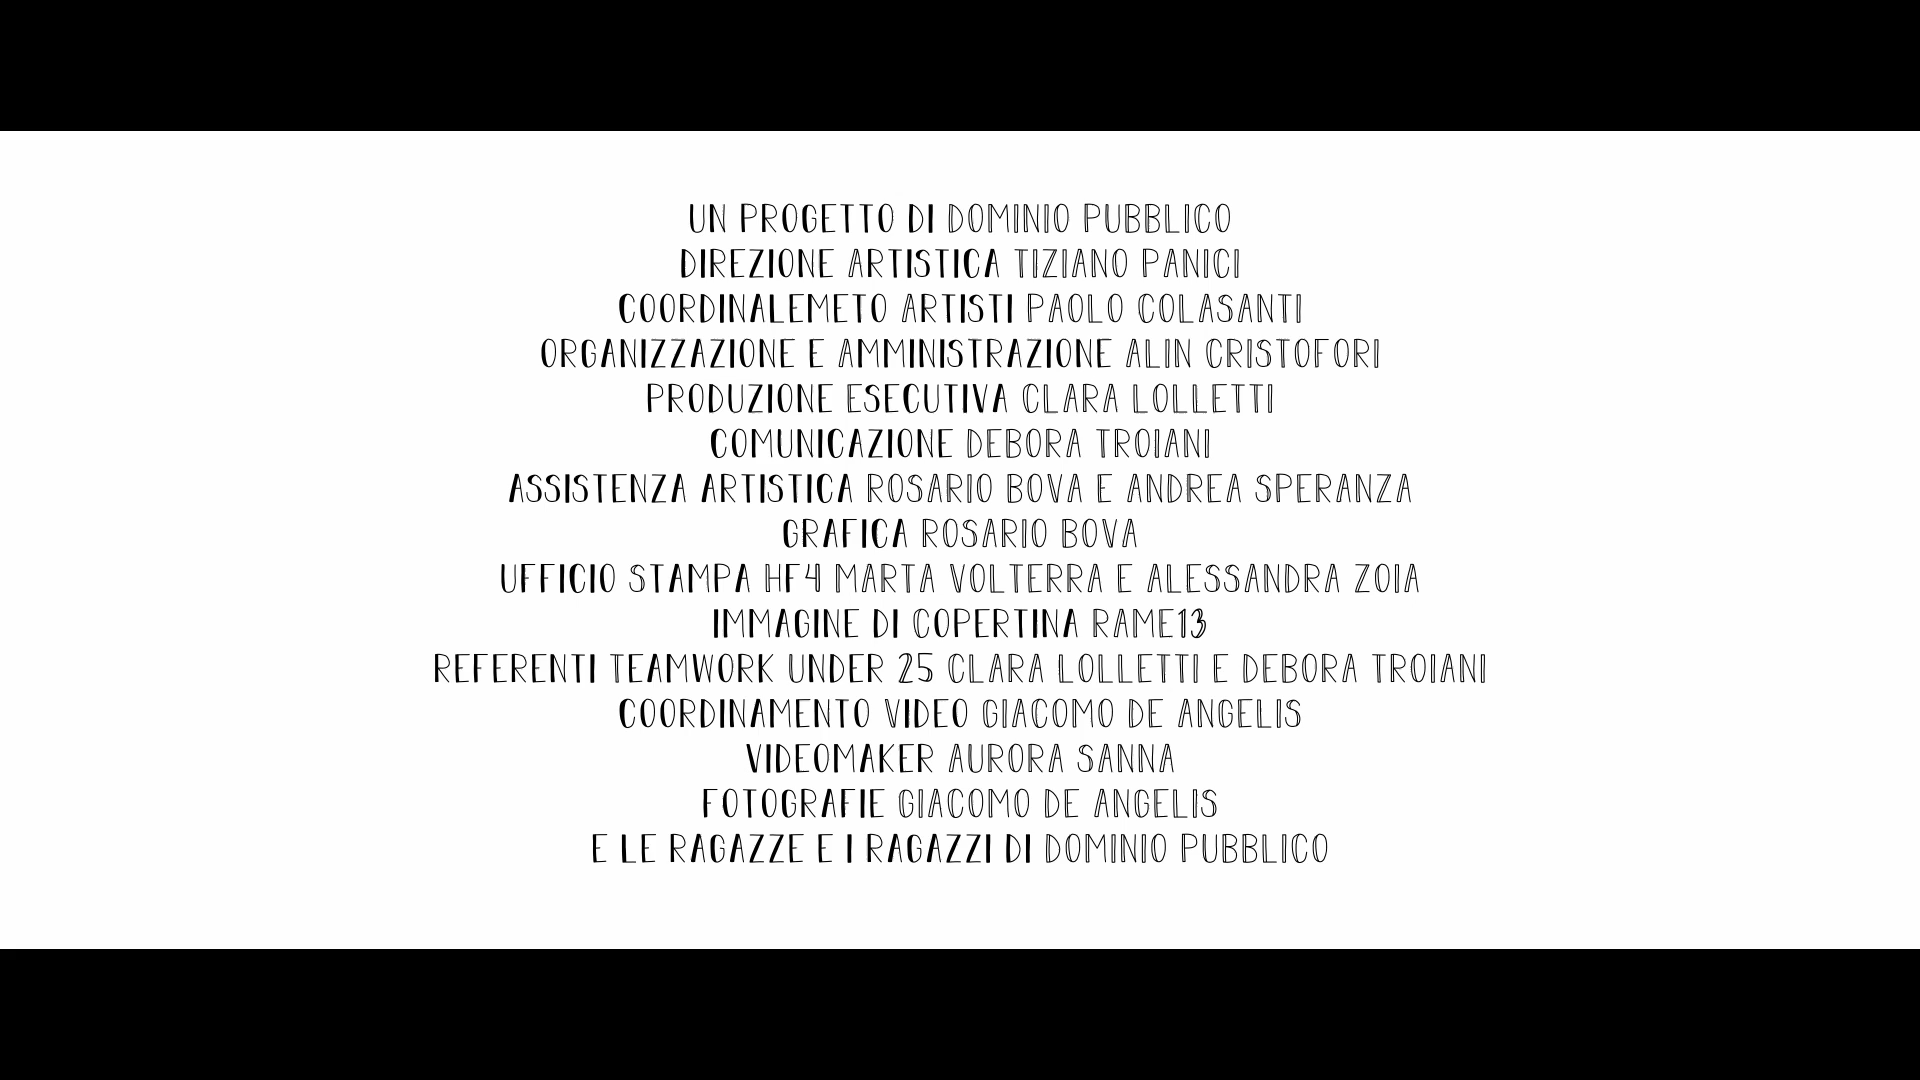 UN PROGETTO DI DOMINIO PUBBLICO
DIREZIONE ARTISTICA TIZIANO PANICI
COORDINALEMETO ARTISTI PAOLO COLASANTI
ORGANIZZAZIONE E AMMINISTRAZIONE ALIN CRISTOFORI
PRODUZIONE ESECUTIVA CLARA LOLLETTI
COMUNICAZIONE DEBORA TROIANI
ASSISTENZA ARTISTICA ROSARIO BOVA E ANDREA SPERANZA
GRAFICA ROSARIO BOVA
UFFICIO STAMPA HF4 MARTA VOLTERRA E ALESSANDRA ZOIA
IMMAGINE DI COPERTINA RAME13
REFERENTI TEAMWORK UNDER 25 CLARA LOLLETTI E DEBORA TROIANI
COORDINAMENTO VIDEO GIACOMO DE ANGELIS
VIDEOMAKER AURORA SANNA
FOTOGRAFIE GIACOMO DE ANGELIS
E LE RAGAZZE E I RAGAZZI DI DOMINIO PUBBLICO